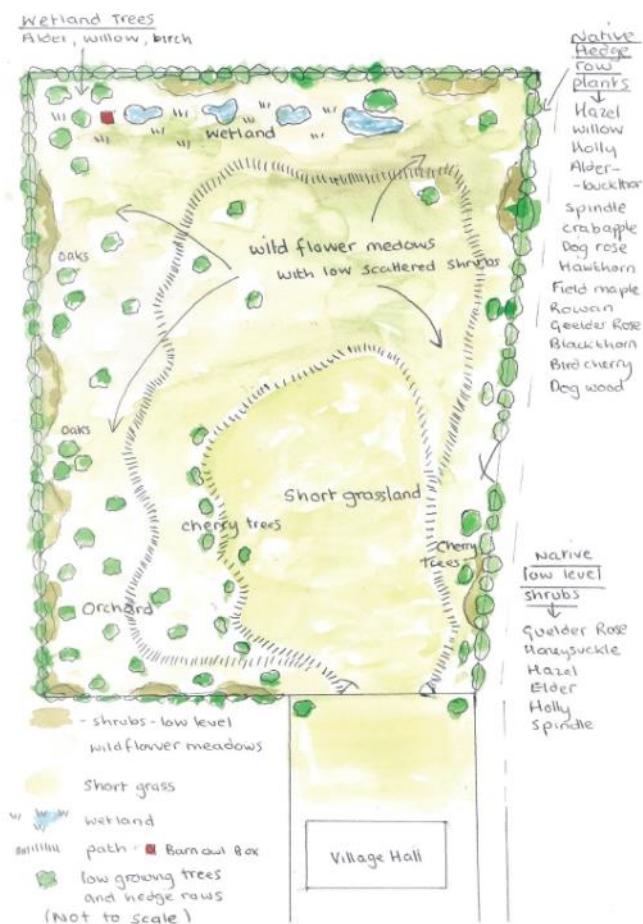 Wetland Trees
Alder, willow, birch
Native
Hedge
row
plants
Hazel
Willow
Holly
Alder-
-buckthor
Spindle
crabapple
Dog rose
Hawthorn
Field maple
Rowan
Geelder Rose
Blackthorn
Bird cherry
Dog wood
wetland
wild flower medows
with low scattered shrubs
oaks
oaks
Short grassland
cherry trees
Cherry
trees
Orchard
Native
low level
shrubs
Guelder Rose
Honeysuckle
Hazel
Elder
Holly
Spindle
- shrubs - low level
wildflower meadows
Short grass
wetland
path - Barn owl Box
low growing trees
and hedge rows
(Not to scale)
Village Hall